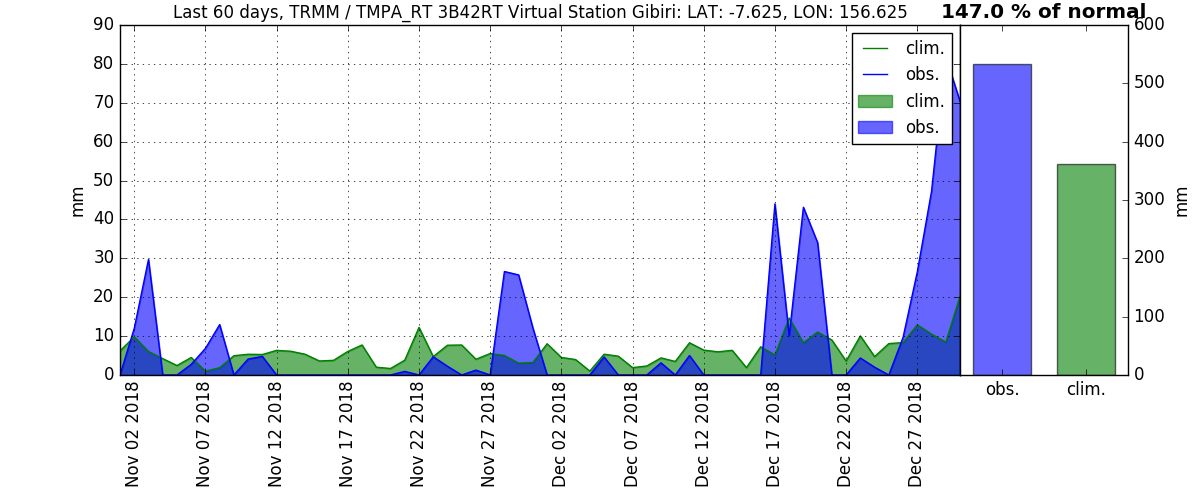 Last 60 days, TRMM / TMPA_RT 3B42RT Virtual Station Gibiri: LAT: -7.625, LON: 156.625
147.0 % of normal
90
80
70
60
50
40
30
20
10
0
mm
clim.
obs.
clim.
obs.
600
500
400
300
200
100
0
mm
Nov 02 2018
Nov 07 2018
Nov 12 2018
Nov 17 2018
Nov 22 2018
Nov 27 2018
Dec 02 2018
Dec 07 2018
Dec 12 2018
Dec 17 2018
Dec 22 2018
Dec 27 2018
obs.
clim.